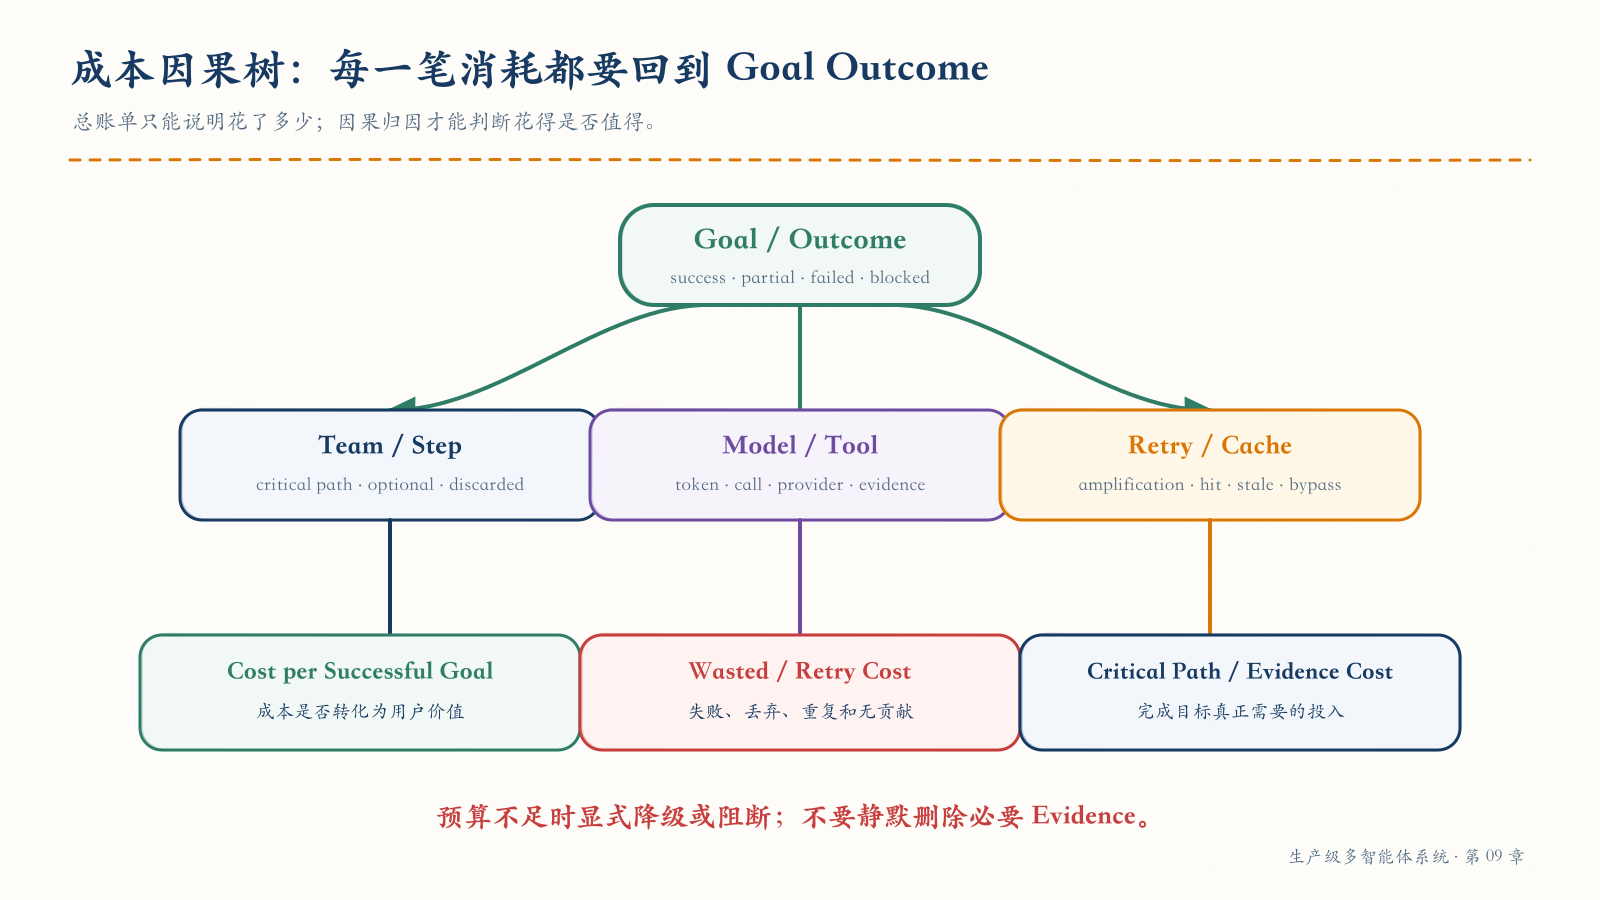 成本因果树：每一笔消耗都要回到 Goal Outcome
总账单只能说明花了多少；因果归因才能判断花得是否值得。
Goal / Outcome
success · partial · failed · blocked
Team / Step
critical path · optional · discarded
Model / Tool
token · call · provider · evidence
Retry / Cache
amplification · hit · stale · bypass
Cost per Successful Goal
成本是否转化为用户价值
Wasted / Retry Cost
失败、丢弃、重复和无贡献
Critical Path / Evidence Cost
完成目标真正需要的投入
预算不足时显式降级或阻断；不要静默删除必要 Evidence。
生产级多智能体系统 · 第 09 章